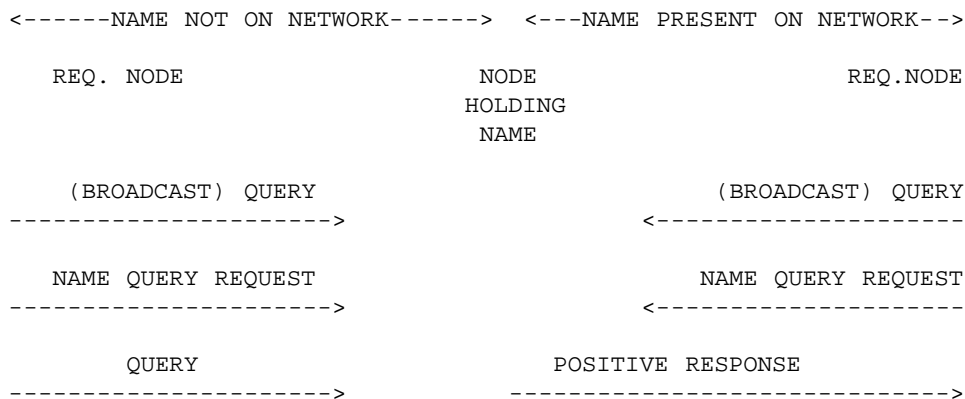 <------NAME NOT ON NETWORK------> <---NAME PRESENT ON NETWORK-->
REQ. NODE NODE REQ.NODE
HOLDING
NAME
(BROADCAST) QUERY (BROADCAST) QUERY
----------------------> <---------------------
NAME QUERY REQUEST NAME QUERY REQUEST
----------------------> <---------------------
QUERY POSITIVE RESPONSE
----------------------> ------------------------------>